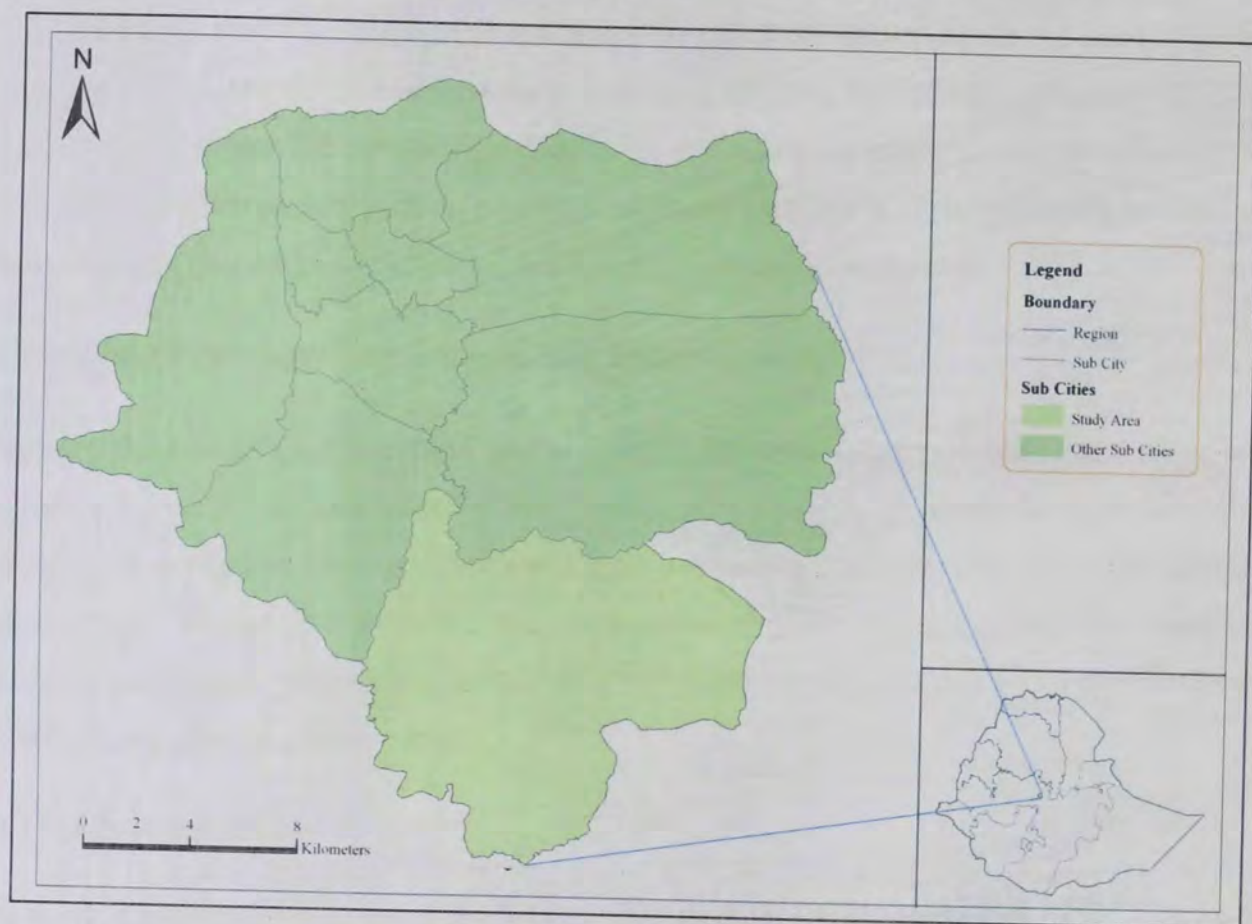 N
Legend
Boundary
Region
Sub City
Sub Cities
Study Area
Other Sub Cities
0 2 4 8
Kilometers